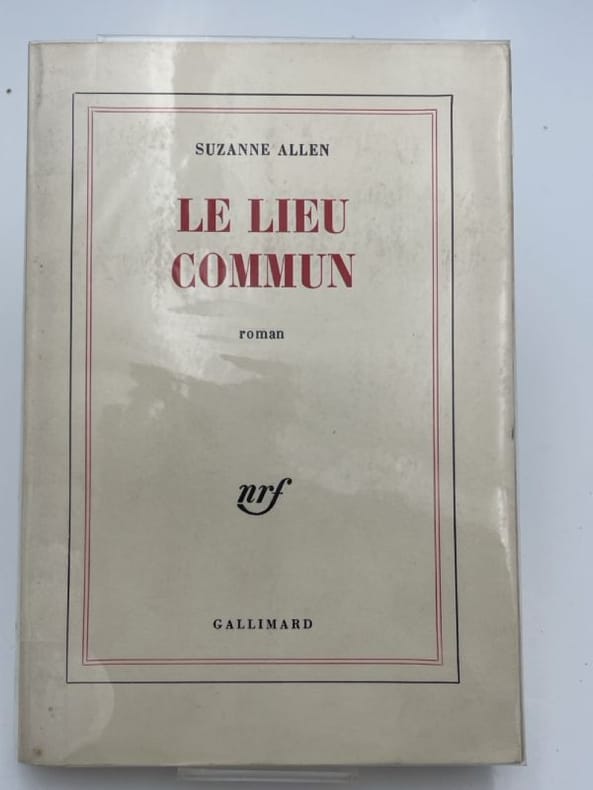 SUZANNE ALLEN
LE LIEU
COMMUN
roman
nrf
GALLIMARD